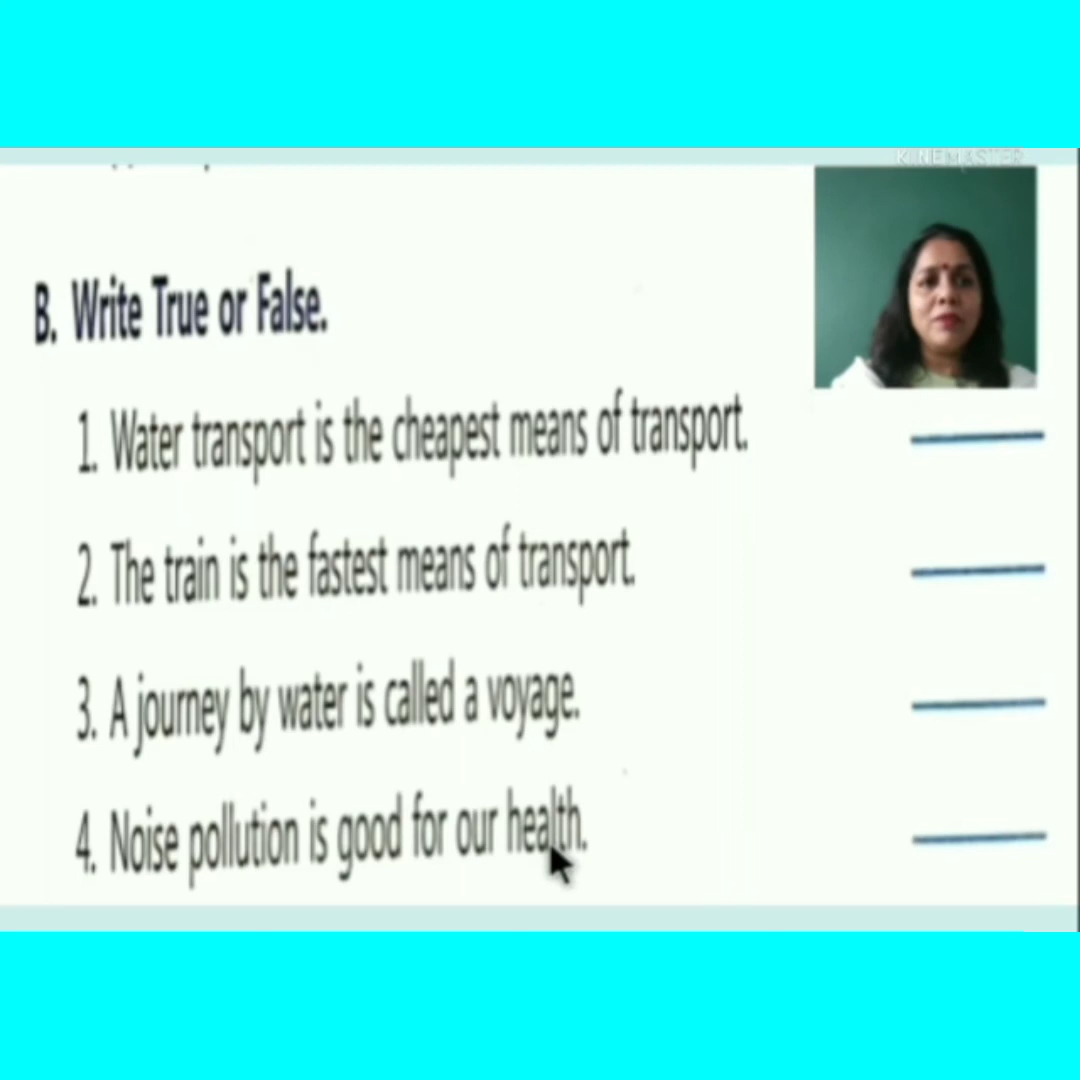 KINEMASTER
B. Write True or False.
1. Water transport is the cheapest means of transport.
2. The train is the fastest means of transport.
3. A journey by water is called a voyage.
4. Noise pollution is good for our health.